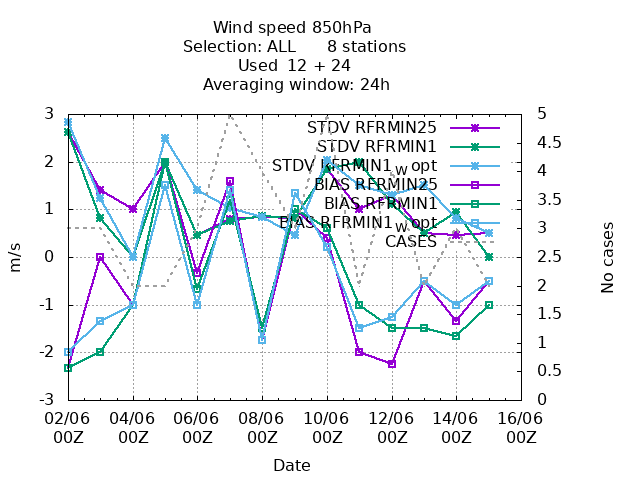 Wind speed 850hPa
Selection: ALL 8 stations
Used 12 + 24
Averaging window: 24h
3 5
STDV RFRMIN25
4.5
STDV RFRMIN1
2 4
STDV RFRMIN1wopt
BIAS RFRMIN25
1 3.5
BIAS RFRMIN1
BIAS RFRMIN1wopt
3
CASES
0 2.5
m/s No cases
2
-1 1.5
-2 1
0.5
-3 0
02/06 04/06 06/06 08/06 10/06 12/06 14/06 16/06
00Z 00Z 00Z 00Z 00Z 00Z 00Z 00Z
Date